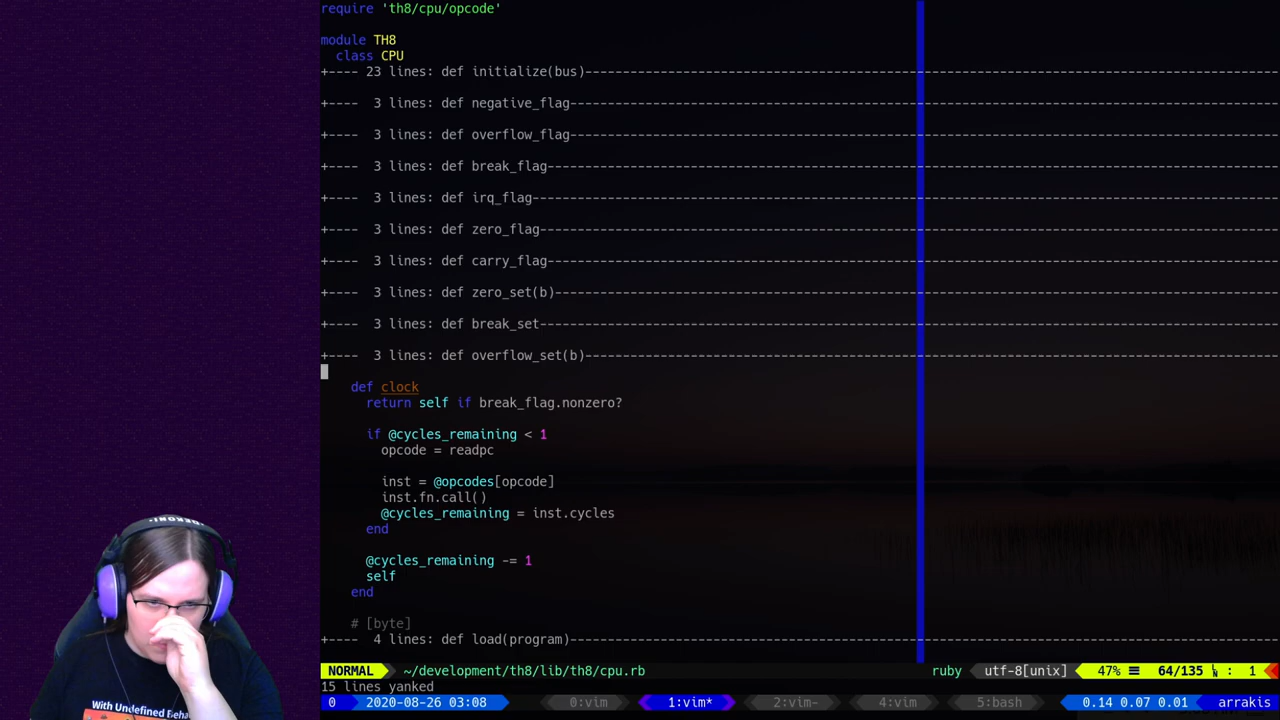 require 'th8/cpu/opcode'
module TH8
class CPU
+---- 23 lines: def initialize(bus)
+---- 3 lines: def negative_flag
+---- 3 lines: def overflow_flag
+---- 3 lines: def break_flag
+---- 3 lines: def irq_flag
+---- 3 lines: def zero_flag
+---- 3 lines: def carry_flag
+---- 3 lines: def zero_set(b)
+---- 3 lines: def break_set
+---- 3 lines: def overflow_set(b)
def clock
return self if break_flag.nonzero?
if @cycles_remaining < 1
opcode = readpc
inst = @opcodes[opcode]
inst.fn.call()
@cycles_remaining = inst.cycles
end
@cycles_remaining -= 1
self
end
# [byte]
+---- 4 lines: def load(program)
NORMAL ~/development/th8/lib/th8/cpu.rb ruby utf-8[unix] 47% 64/135 : 1
15 lines yanked
0 2020-08-26 03:08 0:vim 1:vim* 2:vim- 4:vim 5:bash 0.14 0.07 0.01 arrakis
With Undefined Beha